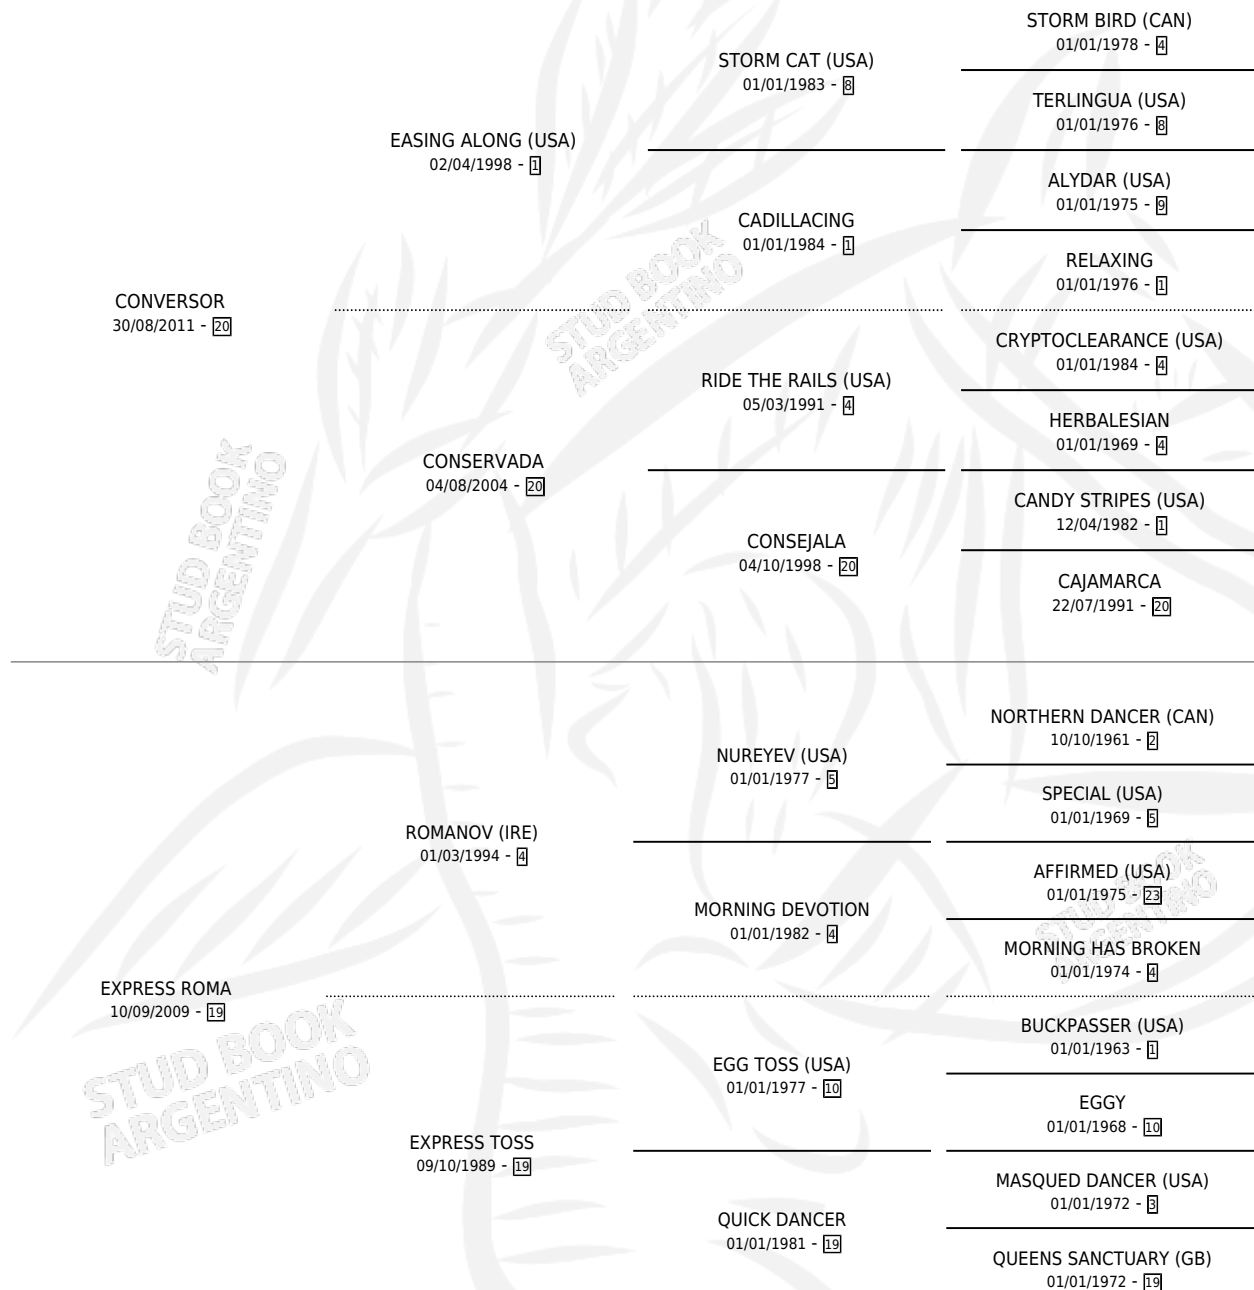 STORM BIRD (CAN)
01/01/1978 - 4
STORM CAT (USA)
01/01/1983 - 8
TERLINGUA (USA)
01/01/1976 - 8
EASING ALONG (USA)
02/04/1998 - 1
ALYDAR (USA)
01/01/1975 - 9
CADILLACING
01/01/1984 - 1
RELAXING
01/01/1976 - 1
CONVERSOR
30/08/2011 - 20
CRYPTOCLEARANCE (USA)
01/01/1984 - 4
RIDE THE RAILS (USA)
05/03/1991 - 4
HERBALESIAN
01/01/1969 - 4
CONSERVADA
04/08/2004 - 20
CANDY STRIPES (USA)
12/04/1982 - 1
CONSEJALA
04/10/1998 - 20
CAJAMARCA
22/07/1991 - 20
NORTHERN DANCER (CAN)
10/10/1961 - 2
NUREYEV (USA)
01/01/1977 - 5
SPECIAL (USA)
01/01/1969 - 5
ROMANOV (IRE)
01/03/1994 - 4
AFFIRMED (USA)
01/01/1975 - 23
MORNING DEVOTION
01/01/1982 - 4
MORNING HAS BROKEN
01/01/1974 - 4
EXPRESS ROMA
10/09/2009 - 19
BUCKPASSER (USA)
01/01/1963 - 1
EGG TOSS (USA)
01/01/1977 - 10
EGGY
01/01/1968 - 10
EXPRESS TOSS
09/10/1989 - 19
MASQUED DANCER (USA)
01/01/1972 - 3
QUICK DANCER
01/01/1981 - 19
QUEENS SANCTUARY (GB)
01/01/1972 - 19
STUD BOOK
ARGENTINO
STUD BOOK
ARGENTINO
STUD BOOK
ARGENTINO
STUD BOOK
ARGENTINO